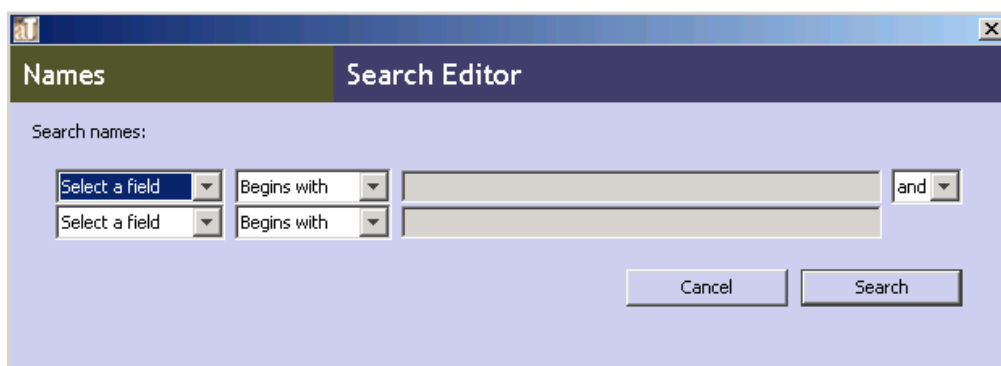 aT
Names Search Editor
Search names:
Select a field Begins with and
Select a field Begins with
Cancel Search